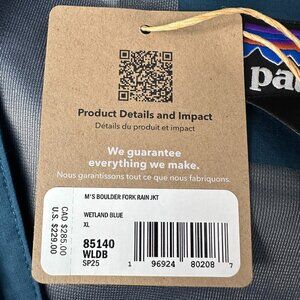 pat
Product Details and Impact
Détails du produit et impact
We guarantee
everything we make.
Nous garantissons tout ce que nous fabriquons.
M'S BOULDER FORK RAIN JKT
WETLAND BLUE
XL
85140
WLDB
SP25
1 96924 80208 7
CAD $285.00
U.S. $229.00